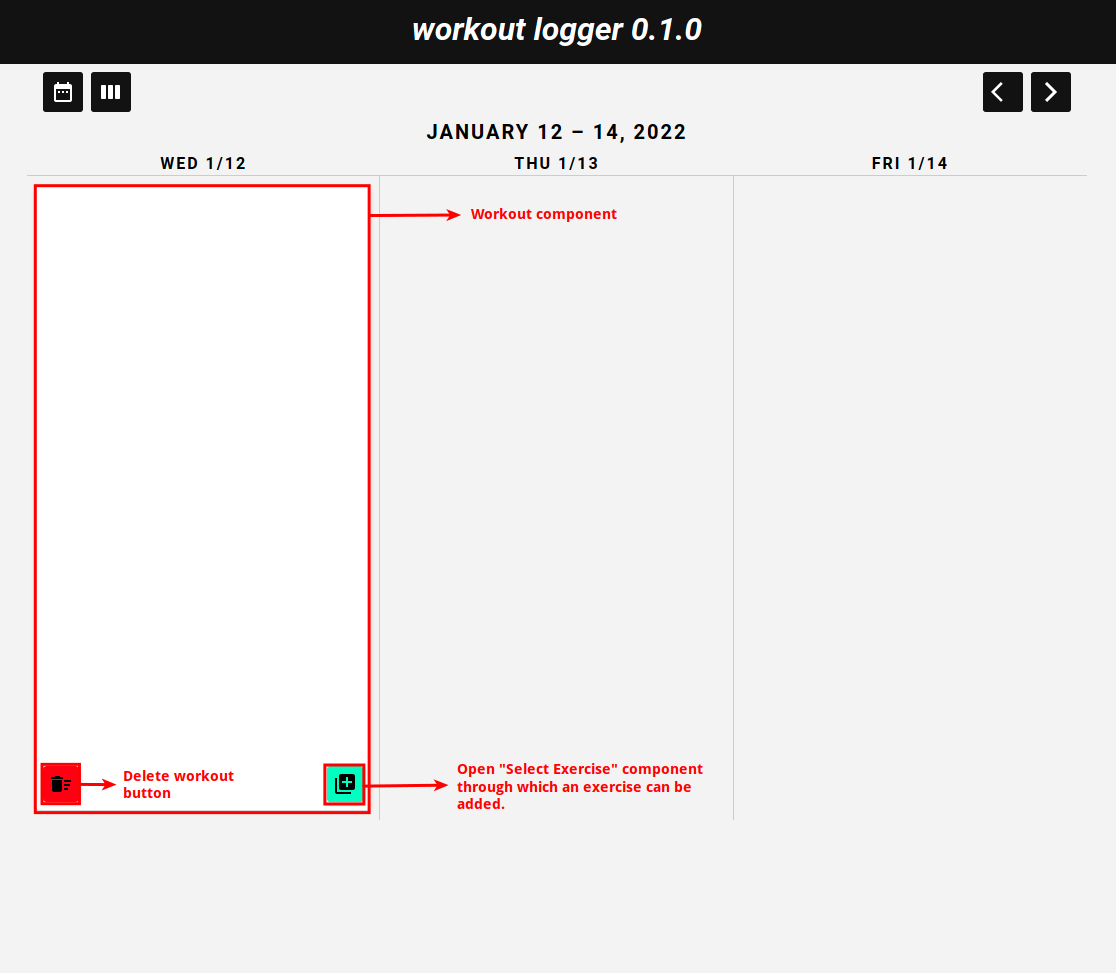 workout logger 0.1.0
JANUARY 12 – 14, 2022
WED 1/12
THU 1/13
FRI 1/14
Workout component
Delete workout
button
Open "Select Exercise" component
through which an exercise can be
added.